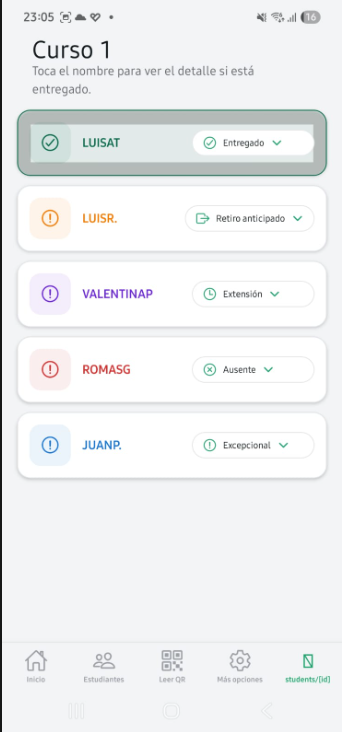 23:05
16
Curso 1
Toca el nombre para ver el detalle si está
entregado.
LUISAT
Entregado
LUISR.
Retiro anticipado
VALENTINAP
Extensión
ROMASG
Ausente
JUANP.
Excepcional
Inicio
Estudiantes
Leer QR
Más opciones
students/[id]